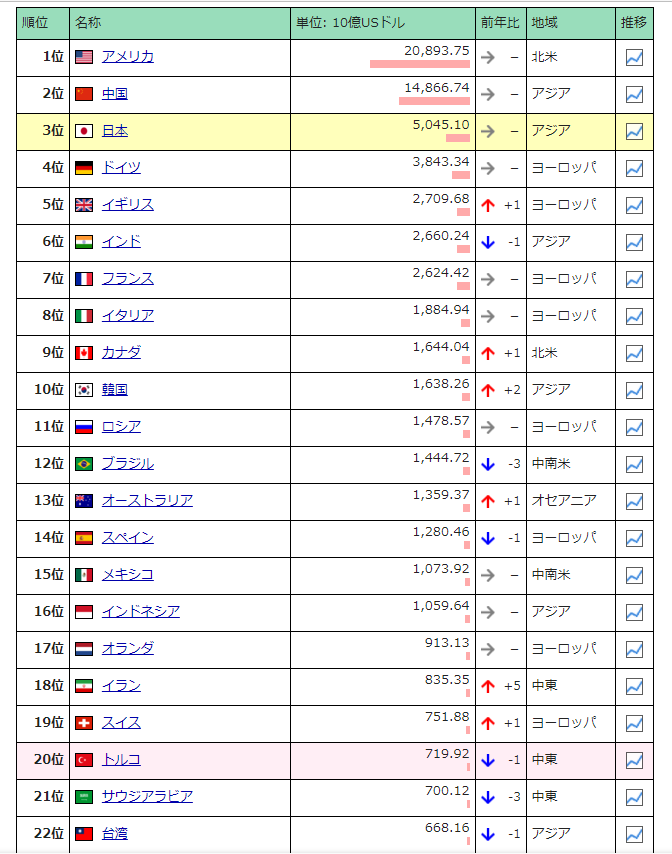 順位 名称 単位: 10億USドル 前年比 地域 推移
1位 アメリカ 20,893.75 – 北米
2位 中国 14,866.74 – アジア
3位 日本 5,045.10 – アジア
4位 ドイツ 3,843.34 – ヨーロッパ
5位 イギリス 2,709.68 +1 ヨーロッパ
6位 インド 2,660.24 -1 アジア
7位 フランス 2,624.42 – ヨーロッパ
8位 イタリア 1,884.94 – ヨーロッパ
9位 カナダ 1,644.04 +1 北米
10位 韓国 1,638.26 +2 アジア
11位 ロシア 1,478.57 – ヨーロッパ
12位 ブラジル 1,444.72 -3 中南米
13位 オーストラリア 1,359.37 +1 オセアニア
14位 スペイン 1,280.46 -1 ヨーロッパ
15位 メキシコ 1,073.92 – 中南米
16位 インドネシア 1,059.64 – アジア
17位 オランダ 913.13 – ヨーロッパ
18位 イラン 835.35 +5 中東
19位 スイス 751.88 +1 ヨーロッパ
20位 トルコ 719.92 -1 中東
21位 サウジアラビア 700.12 -3 中東
22位 台湾 668.16 -1 アジア